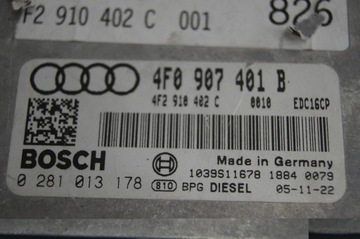 F2 910 402 C 001
826
4F0 907 401 B
4F2 910 402 C 0010 EDC16CP
BOSCH
Made in Germany
1039S11678 1884 0079
0 281 013 178 810 BPG DIESEL 05-11-22